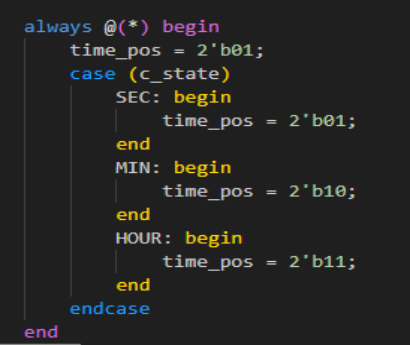 always @(*) begin
    time_pos = 2'b01;
    case (c_state)
        SEC: begin
            time_pos = 2'b01;
        end
        MIN: begin
            time_pos = 2'b10;
        end
        HOUR: begin
            time_pos = 2'b11;
        end
    endcase
end